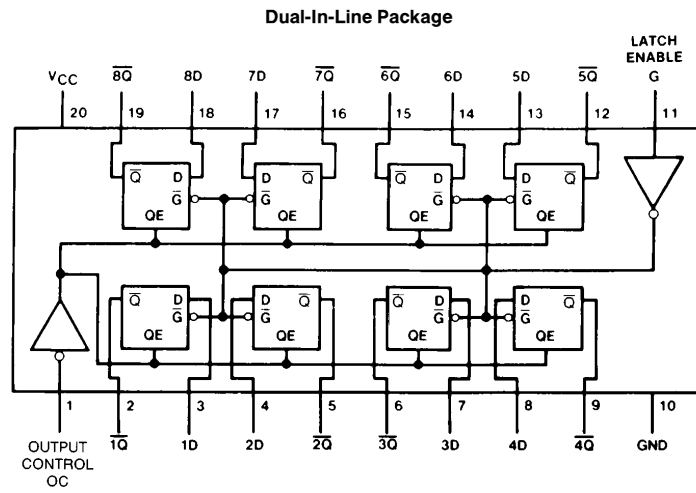 Dual-In-Line Package
LATCH
ENABLE
VCC 8Q̅ 8D 7D 7Q̅ 6Q̅ 6D 5D 5Q̅ G
20 19 18 17 16 15 14 13 12 11
Q̅ D D Q̅ Q̅ D D Q̅
G̅ G̅ G̅ G̅
QE QE QE QE
Q̅ D D Q̅ Q̅ D D Q̅
G̅ G̅ G̅ G̅
QE QE QE QE
1 2 3 4 5 6 7 8 9 10
OUTPUT 1Q̅ 1D 2D 2Q̅ 3Q̅ 3D 4D 4Q̅ GND
CONTROL
OC